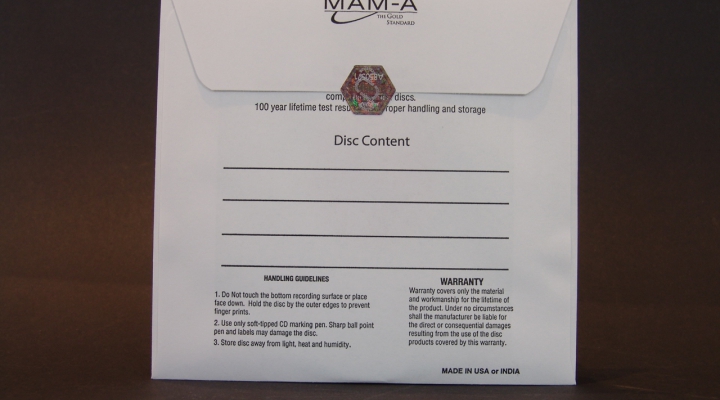 MAM-A
THE GOLD
STANDARD
discs.
100 year lifetime test roper handling and storage
Disc Content
HANDLING GUIDELINES
1. Do Not touch the bottom recording surface or place
face down. Hold the disc by the outer edges to prevent
finger prints.
2. Use only soft-tipped CD marking pen. Sharp ball point
pen and labels may damage the disc.
3. Store disc away from light, heat and humidity.
WARRANTY
Warranty covers only the material
and workmanship for the lifetime of
the product. Under no circumstances
shall the manufacturer be liable for
the direct or consequential damages
resulting from the use of the disc
products covered by this warranty.
MADE IN USA or INDIA